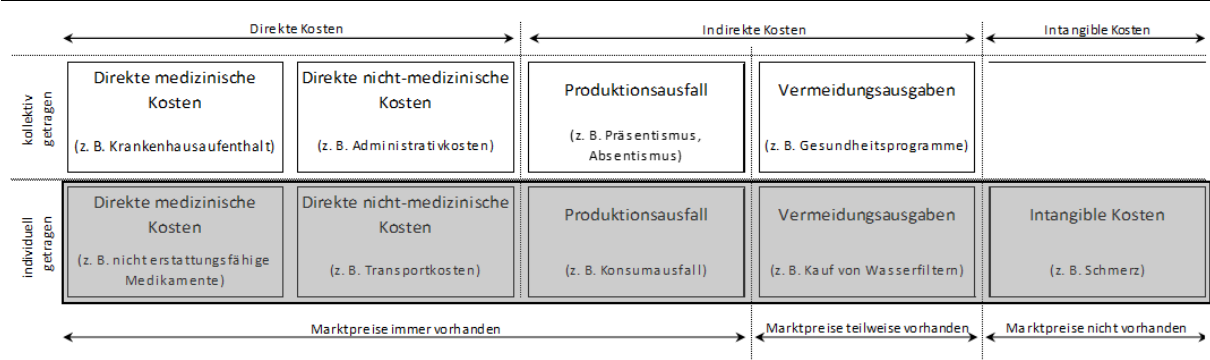 Direkte Kosten
Indirekte Kosten
Intangible Kosten
kollektiv
getragen
Direkte medizinische
Kosten
(z. B. Krankenhausaufenthalt)
Direkte nicht-medizinische
Kosten
(z. B. Administrativkosten)
Produktionsausfall
(z. B. Präsentismus,
Absentismus)
Vermeidungsausgaben
(z. B. Gesundheitsprogramme)
individuell
getragen
Direkte medizinische
Kosten
(z. B. nicht erstattungsfähige
Medikamente)
Direkte nicht-medizinische
Kosten
(z. B. Transportkosten)
Produktionsausfall
(z. B. Konsumausfall)
Vermeidungsausgaben
(z. B. Kauf von Wasserfiltern)
Intangible Kosten
(z. B. Schmerz)
Marktpreise immer vorhanden
Marktpreise teilweise vorhanden
Marktpreise nicht vorhanden